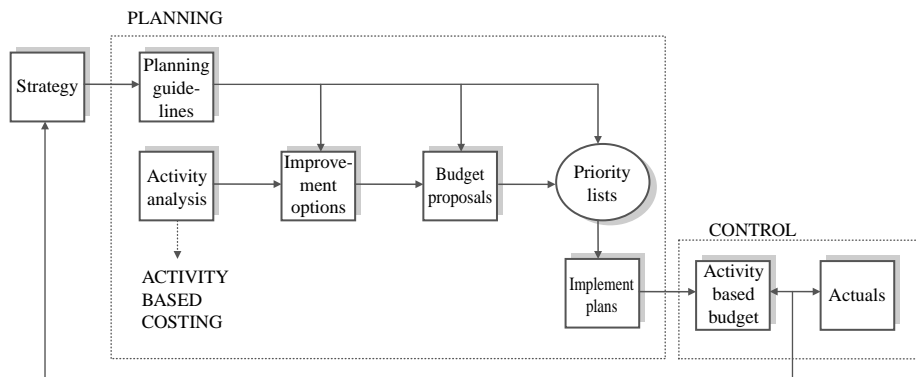 PLANNING
Strategy
Planning
guide-
lines
Activity
analysis
Improve-
ment
options
Budget
proposals
Priority
lists
ACTIVITY
BASED
COSTING
Implement
plans
CONTROL
Activity
based
budget
Actuals